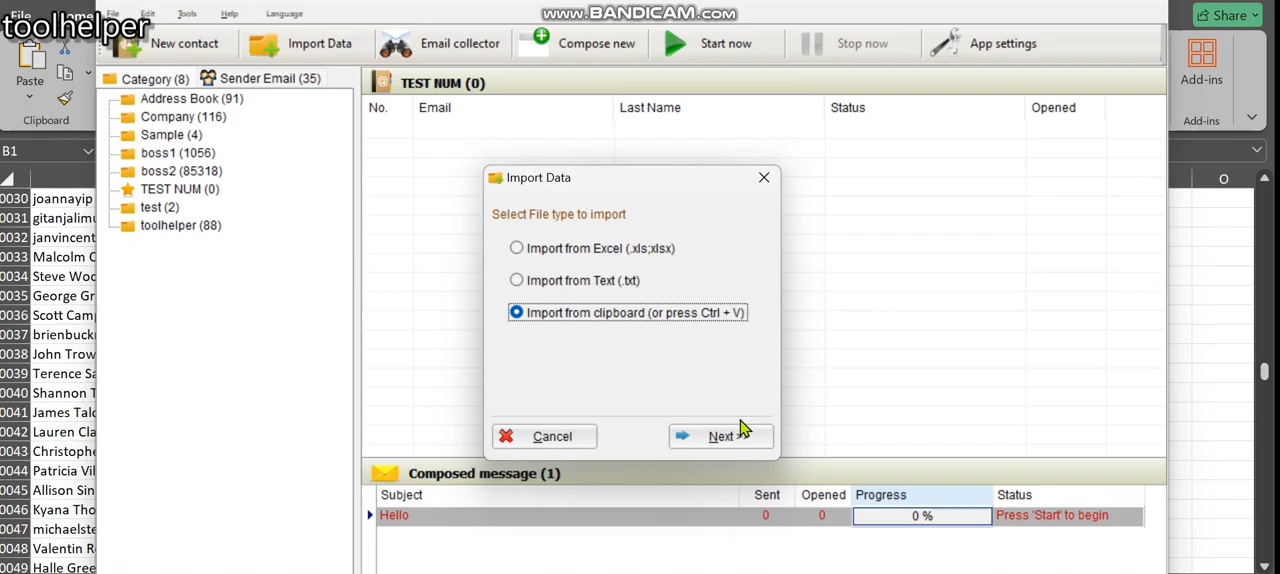 File
Home
toolhelper
Paste
Clipboard
B1
File Edit Tools Help Language
www.BANDICAM.com
New contact Import Data Email collector Compose new Start now Stop now App settings
Share
Add-ins
Add-ins
O
Category (8) Sender Email (35)
Address Book (91)
Company (116)
Sample (4)
boss1 (1056)
boss2 (85318)
TEST NUM (0)
test (2)
toolhelper (88)
TEST NUM (0)
No. Email Last Name Status Opened
Import Data
Select File type to import
Import from Excel (.xls;xlsx)
Import from Text (.txt)
Import from clipboard (or press Ctrl + V)
Cancel Next >
Composed message (1)
Subject Sent Opened Progress Status
Hello 0 0 0 % Press 'Start' to begin
0030 joannayip
0031 gitanjalim
0032 janvincent
0033 Malcolm
0034 Steve
0035 George Gr
0036 Scott Cam
0037 brienbuck
0038 John Trow
0039 Terence Sa
0040 Shannon T
0041 James Talc
0042 Lauren Cla
0043 Christophe
0044 Patricia Vil
0045 Allison Sin
0046 Kyana Tho
0047 michaelste
0048 Valentin R
0049 Halle Gree